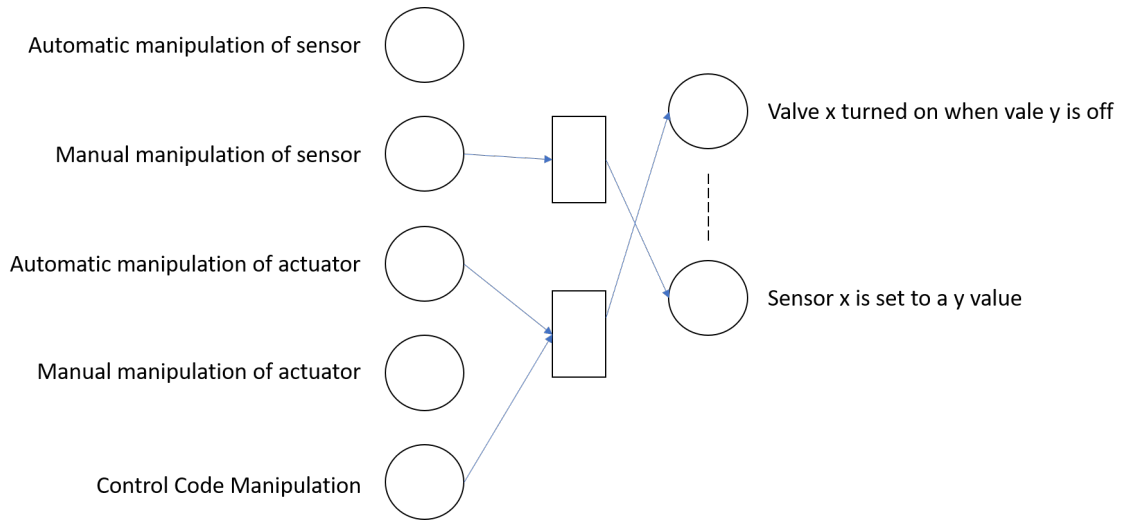 Automatic manipulation of sensor
Manual manipulation of sensor
Automatic manipulation of actuator
Manual manipulation of actuator
Control Code Manipulation
Valve x turned on when vale y is off
Sensor x is set to a y value